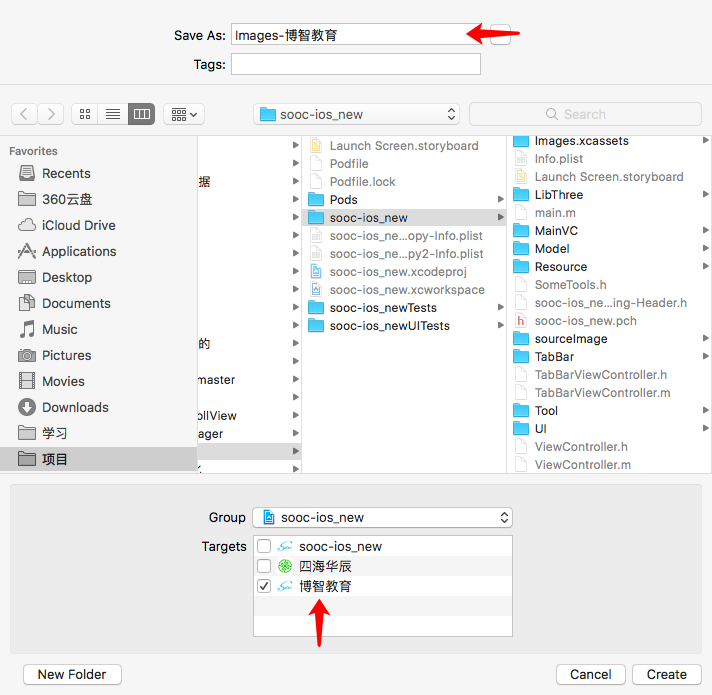 Save As: Images-博智教育
Tags:
sooc-ios_new
Search
Favorites
Recents
360云盘
iCloud Drive
Applications
Desktop
Documents
Music
Pictures
Movies
Downloads
学习
项目
据
的
master
ollView
ager
Launch Screen.storyboard
Podfile
Podfile.lock
Pods
sooc-ios_new
sooc-ios_ne...opy-Info.plist
sooc-ios_ne...py2-Info.plist
sooc-ios_new.xcodeproj
sooc-ios_new.xcworkspace
sooc-ios_newTests
sooc-ios_newUITests
Images.xcassets
Info.plist
Launch Screen.storyboard
LibThree
main.m
MainVC
Model
Resource
SomeTools.h
sooc-ios_ne...ing-Header.h
sooc-ios_new.pch
sourceImage
TabBar
TabBarViewController.h
TabBarViewController.m
Tool
UI
ViewController.h
ViewController.m
Group sooc-ios_new
Targets
sooc-ios_new
四海华辰
博智教育
New Folder
Cancel
Create